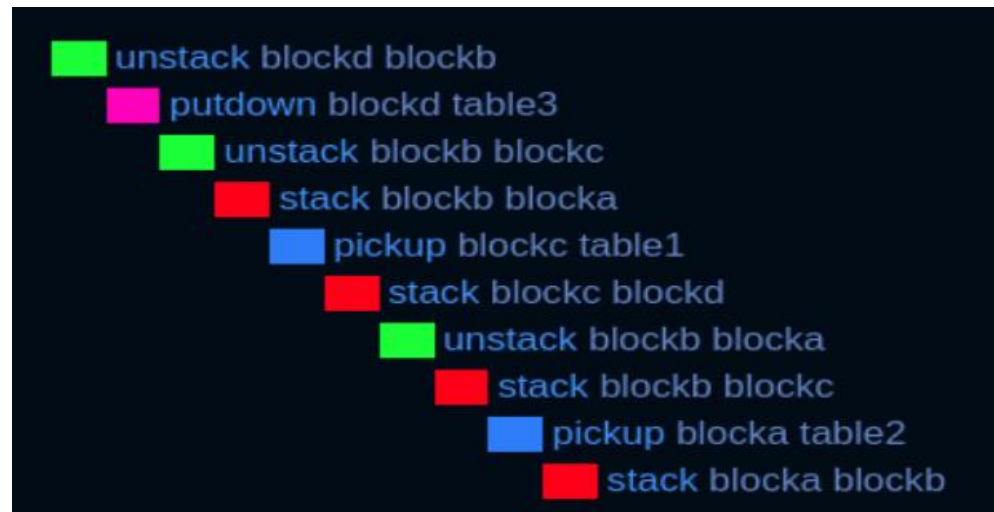 unstack blockd blockb
putdown blockd table3
unstack blockb blockc
stack blockb blocka
pickup blockc table1
stack blockc blockd
unstack blockb blocka
stack blockb blockc
pickup blocka table2
stack blocka blockb